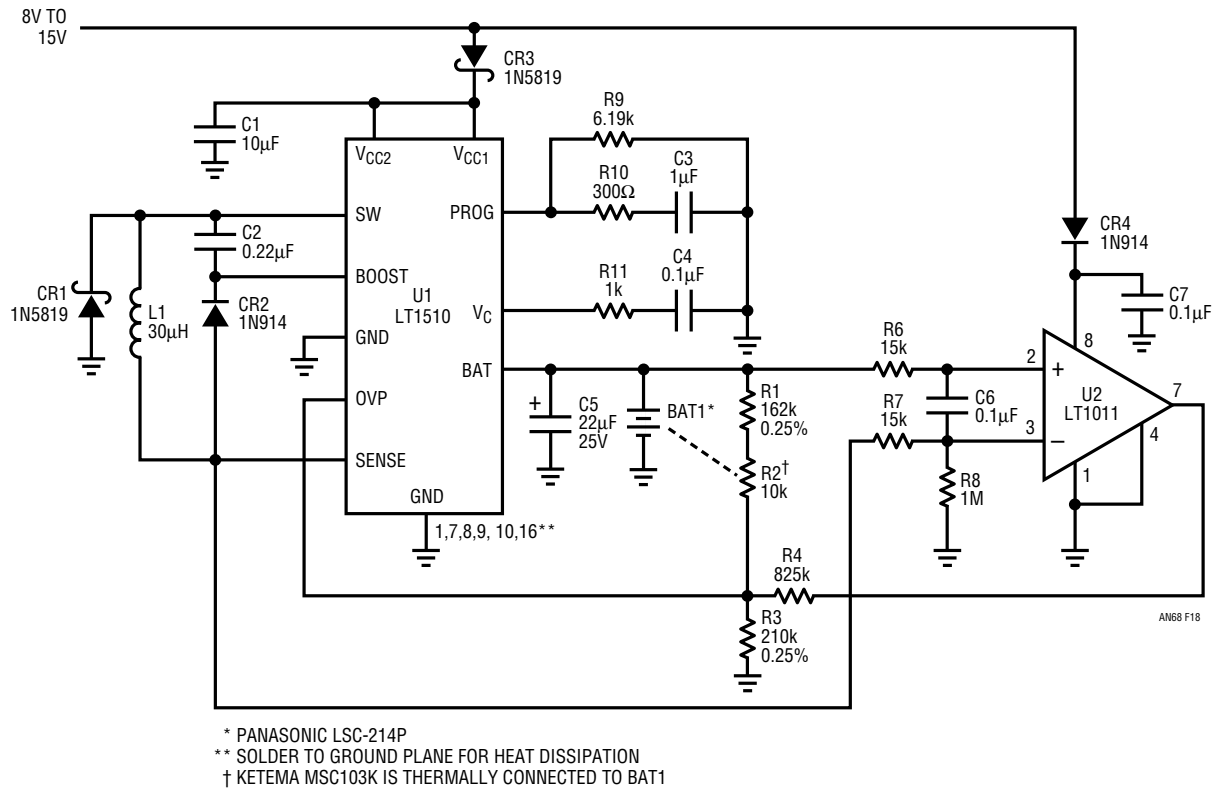 8V TO
15V
CR3
1N5819
C1
10µF
VCC2
VCC1
R9
6.19k
R10
300Ω
C3
1µF
SW
PROG
C2
0.22µF
BOOST
CR1
1N5819
L1
30µH
CR2
1N914
U1
LT1510
R11
1k
C4
0.1µF
VC
GND
BAT
OVP
SENSE
GND
1,7,8,9, 10,16**
+
C5
22µF
25V
BAT1*
R1
162k
0.25%
R2†
10k
R4
825k
R3
210k
0.25%
R6
15k
R7
15k
C6
0.1µF
R8
1M
CR4
1N914
C7
0.1µF
8
2
+
U2
LT1011
7
3
–
4
1
AN68 F18
* PANASONIC LSC-214P
** SOLDER TO GROUND PLANE FOR HEAT DISSIPATION
† KETEMA MSC103K IS THERMALLY CONNECTED TO BAT1